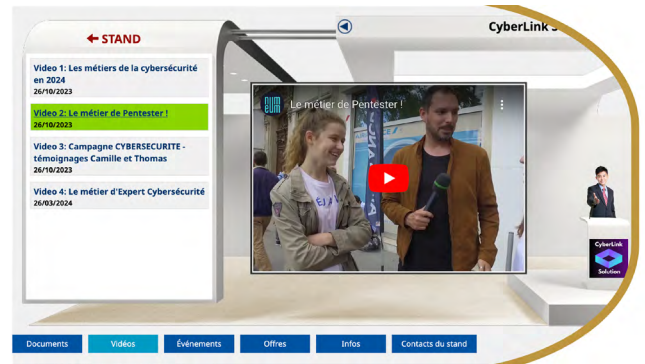 CyberLink
← STAND
Video 1: Les métiers de la cybersécurité
en 2024
26/10/2023
Video 2: Le métier de Pentester !
26/10/2023
Video 3: Campagne CYBERSECURITE -
témoignages Camille et Thomas
26/10/2023
Video 4: Le métier d'Expert Cybersécurité
26/03/2024
num
eum
Le métier de Pentester !
CyberLink
Solution
Documents
Vidéos
Événements
Offres
Infos
Contacts du stand